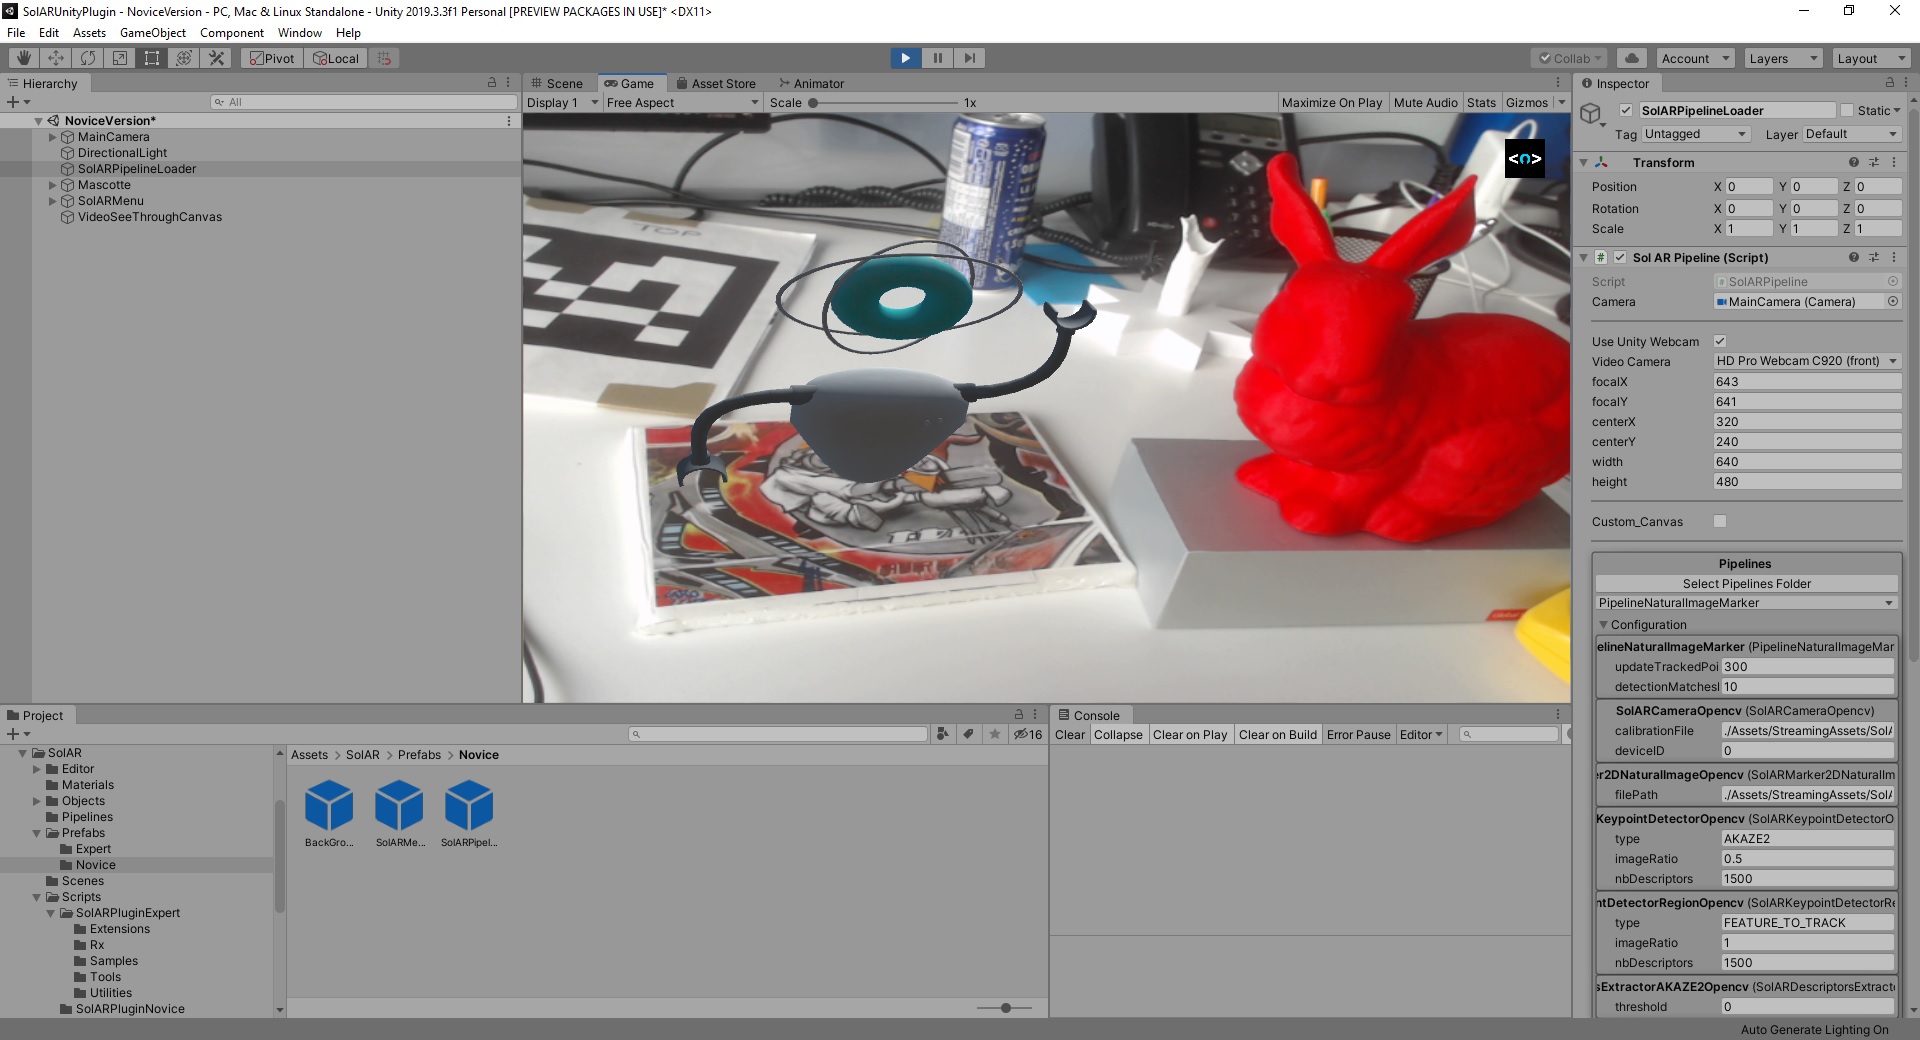 SolARUnityPlugin - NoviceVersion - PC, Mac & Linux Standalone - Unity 2019.3.3f1 Personal [PREVIEW PACKAGES IN USE]* <DX11>
File Edit Assets GameObject Component Window Help
Pivot Local Collab Account Layers Layout
Hierarchy
All
NoviceVersion*
MainCamera
DirectionalLight
SolARPipelineLoader
Mascotte
SolARMenu
VideoSeeThroughCanvas
Scene Game Asset Store Animator
Display 1 Free Aspect Scale 1x Maximize On Play Mute Audio Stats Gizmos
TOP
Inspector
SolARPipelineLoader Static
Tag Untagged Layer Default
Transform
Position X 0 Y 0 Z 0
Rotation X 0 Y 0 Z 0
Scale X 1 Y 1 Z 1
Sol AR Pipeline (Script)
Script SolARPipeline
Camera MainCamera (Camera)
Use Unity Webcam
Video Camera HD Pro Webcam C920 (front)
focalX 643
focalY 641
centerX 320
centerY 240
width 640
height 480
Custom_Canvas
Pipelines
Select Pipelines Folder
PipelineNaturalImageMarker
Configuration
elineNaturalImageMarker (PipelineNaturalImageMar
updateTrackedPoi 300
detectionMatchesl 10
SolARCameraOpencv (SolARCameraOpencv)
calibrationFile ./Assets/StreamingAssets/SolA
deviceID 0
r2DNaturalImageOpencv (SolARMarker2DNaturalIm
filePath ./Assets/StreamingAssets/SolA
KeypointDetectorOpencv (SolARKeypointDetectorO
type AKAZE2
imageRatio 0.5
nbDescriptors 1500
ntDetectorRegionOpencv (SolARKeypointDetectorRe
type FEATURE_TO_TRACK
imageRatio 1
nbDescriptors 1500
sExtractorAKAZE2Opencv (SolARDescriptorsExtract
threshold 0
Project
16
SolAR
Editor
Materials
Objects
Pipelines
Prefabs
Expert
Novice
Scenes
Scripts
SolARPluginExpert
Extensions
Rx
Samples
Tools
Utilities
SolARPluginNovice
Assets > SolAR > Prefabs > Novice
BackGro... SolARMe... SolARPipel...
Console
Clear Collapse Clear on Play Clear on Build Error Pause Editor
Auto Generate Lighting On